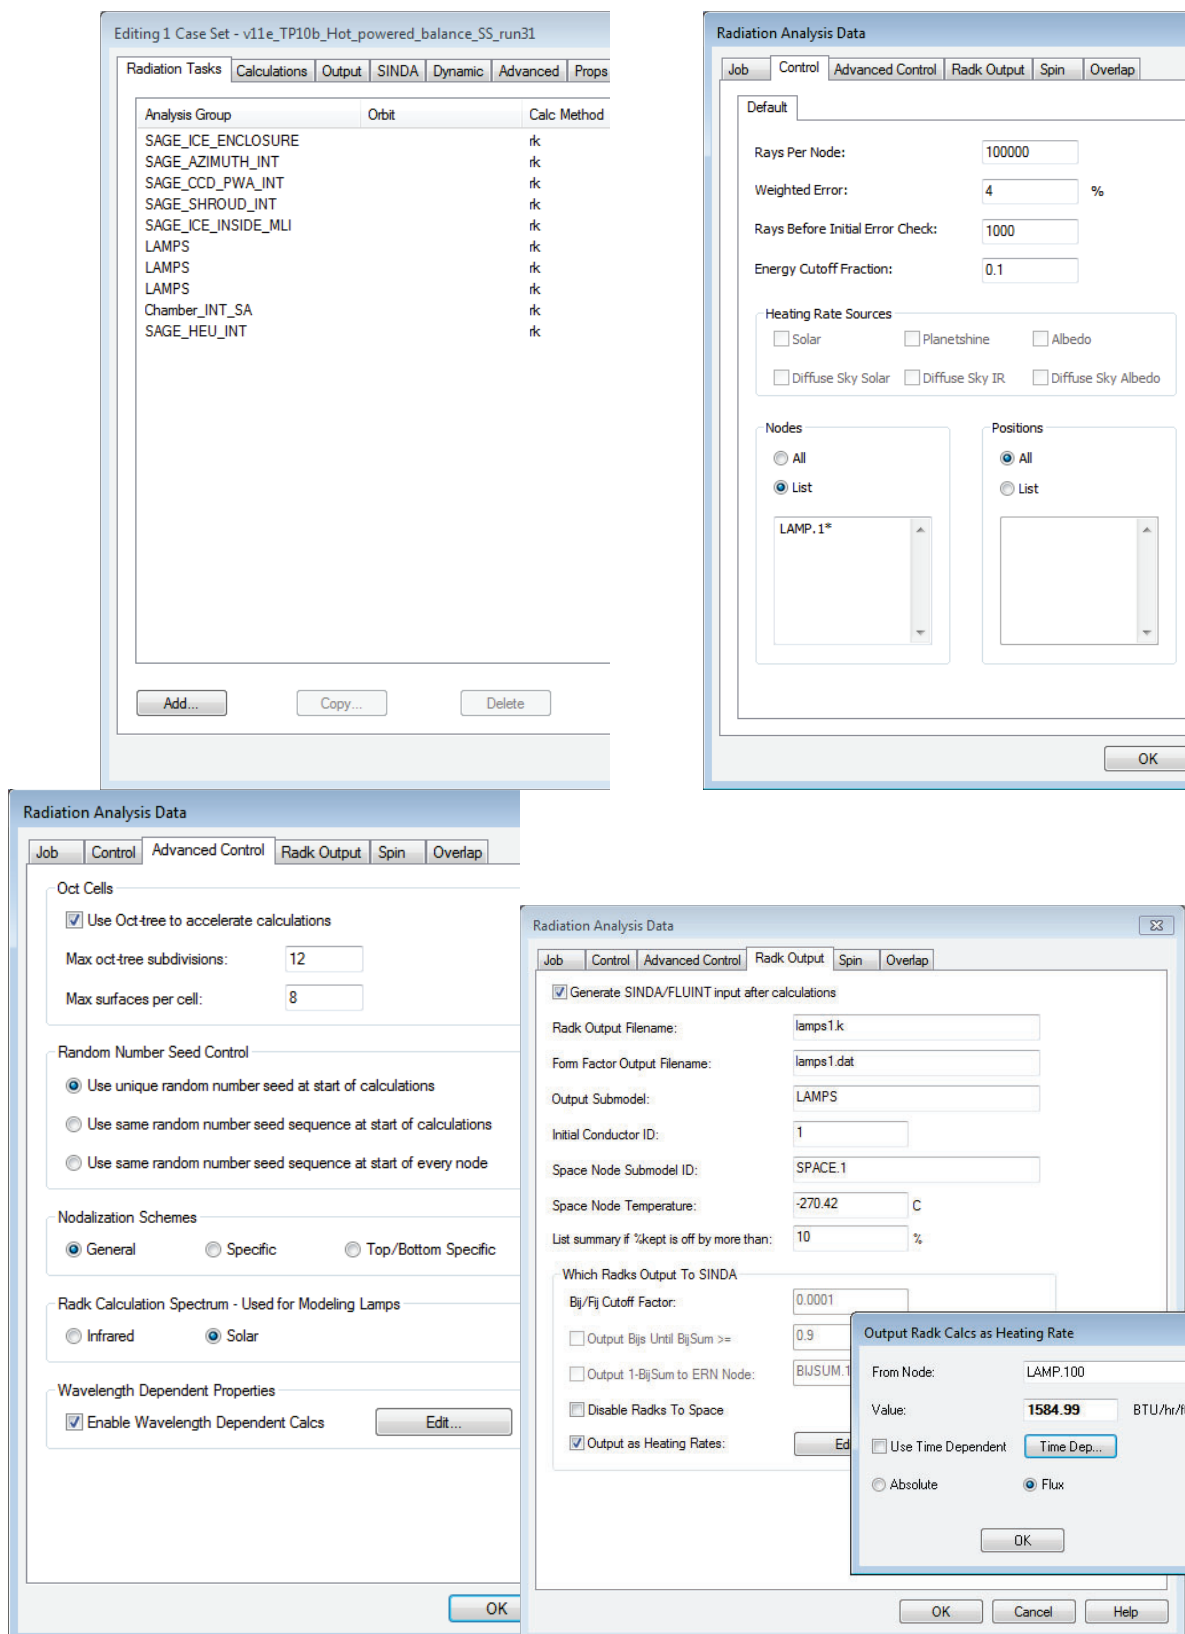 Editing 1 Case Set - v11e_TP10b_Hot_powered_balance_SS_run31
Radiation Tasks Calculations Output SINDA Dynamic Advanced Props
Analysis Group Orbit Calc Method
SAGE_ICE_ENCLOSURE rk
SAGE_AZIMUTH_INT rk
SAGE_CCD_PWA_INT rk
SAGE_SHROUD_INT rk
SAGE_ICE_INSIDE_MLI rk
LAMPS rk
LAMPS rk
LAMPS rk
Chamber_INT_SA rk
SAGE_HEU_INT rk
Add... Copy... Delete
Radiation Analysis Data
Job Control Advanced Control Radk Output Spin Overlap
Default
Rays Per Node: 100000
Weighted Error: 4 %
Rays Before Initial Error Check: 1000
Energy Cutoff Fraction: 0.1
Heating Rate Sources
Solar Planetshine Albedo
Diffuse Sky Solar Diffuse Sky IR Diffuse Sky Albedo
Nodes Positions
All All
List List
LAMP.1*
OK
Radiation Analysis Data
Job Control Advanced Control Radk Output Spin Overlap
Oct Cells
Use Oct-tree to accelerate calculations
Max oct-tree subdivisions: 12
Max surfaces per cell: 8
Random Number Seed Control
Use unique random number seed at start of calculations
Use same random number seed sequence at start of calculations
Use same random number seed sequence at start of every node
Nodalization Schemes
General Specific Top/Bottom Specific
Radk Calculation Spectrum - Used for Modeling Lamps
Infrared Solar
Wavelength Dependent Properties
Enable Wavelength Dependent Calcs Edit...
OK
Radiation Analysis Data
Job Control Advanced Control Radk Output Spin Overlap
Generate SINDA/FLUINT input after calculations
Radk Output Filename: lamps1.k
Form Factor Output Filename: lamps1.dat
Output Submodel: LAMPS
Initial Conductor ID: 1
Space Node Submodel ID: SPACE.1
Space Node Temperature: -270.42 C
List summary if %kept is off by more than: 10 %
Which Radks Output To SINDA
Bij/Fij Cutoff Factor: 0.0001
Output Bijs Until BijSum >= 0.9
Output 1-BijSum to ERN Node: BIJSUM.1
Disable Radks To Space
Output as Heating Rates: Ed
OK Cancel Help
Output Radk Calcs as Heating Rate
From Node: LAMP.100
Value: 1584.99 BTU/hr/f
Use Time Dependent Time Dep...
Absolute Flux
OK